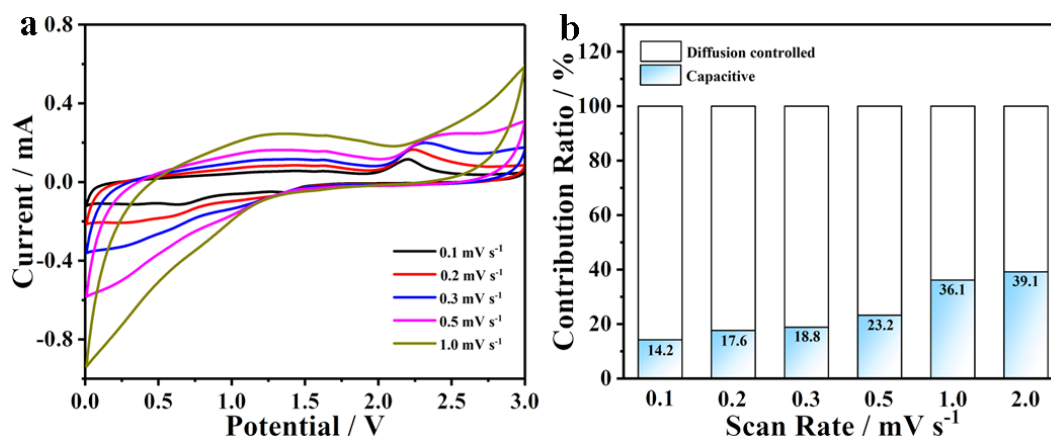 a
0.8
0.4
0.0
-0.4
-0.8
Current / mA
0.1 mV s⁻¹
0.2 mV s⁻¹
0.3 mV s⁻¹
0.5 mV s⁻¹
1.0 mV s⁻¹
0.0 0.5 1.0 1.5 2.0 2.5 3.0
Potential / V
b
Diffusion controlled
Capacitive
120
100
80
60
40
20
0
Contribution Ratio / %
14.2 17.6 18.8 23.2 36.1 39.1
0.1 0.2 0.3 0.5 1.0 2.0
Scan Rate / mV s⁻¹